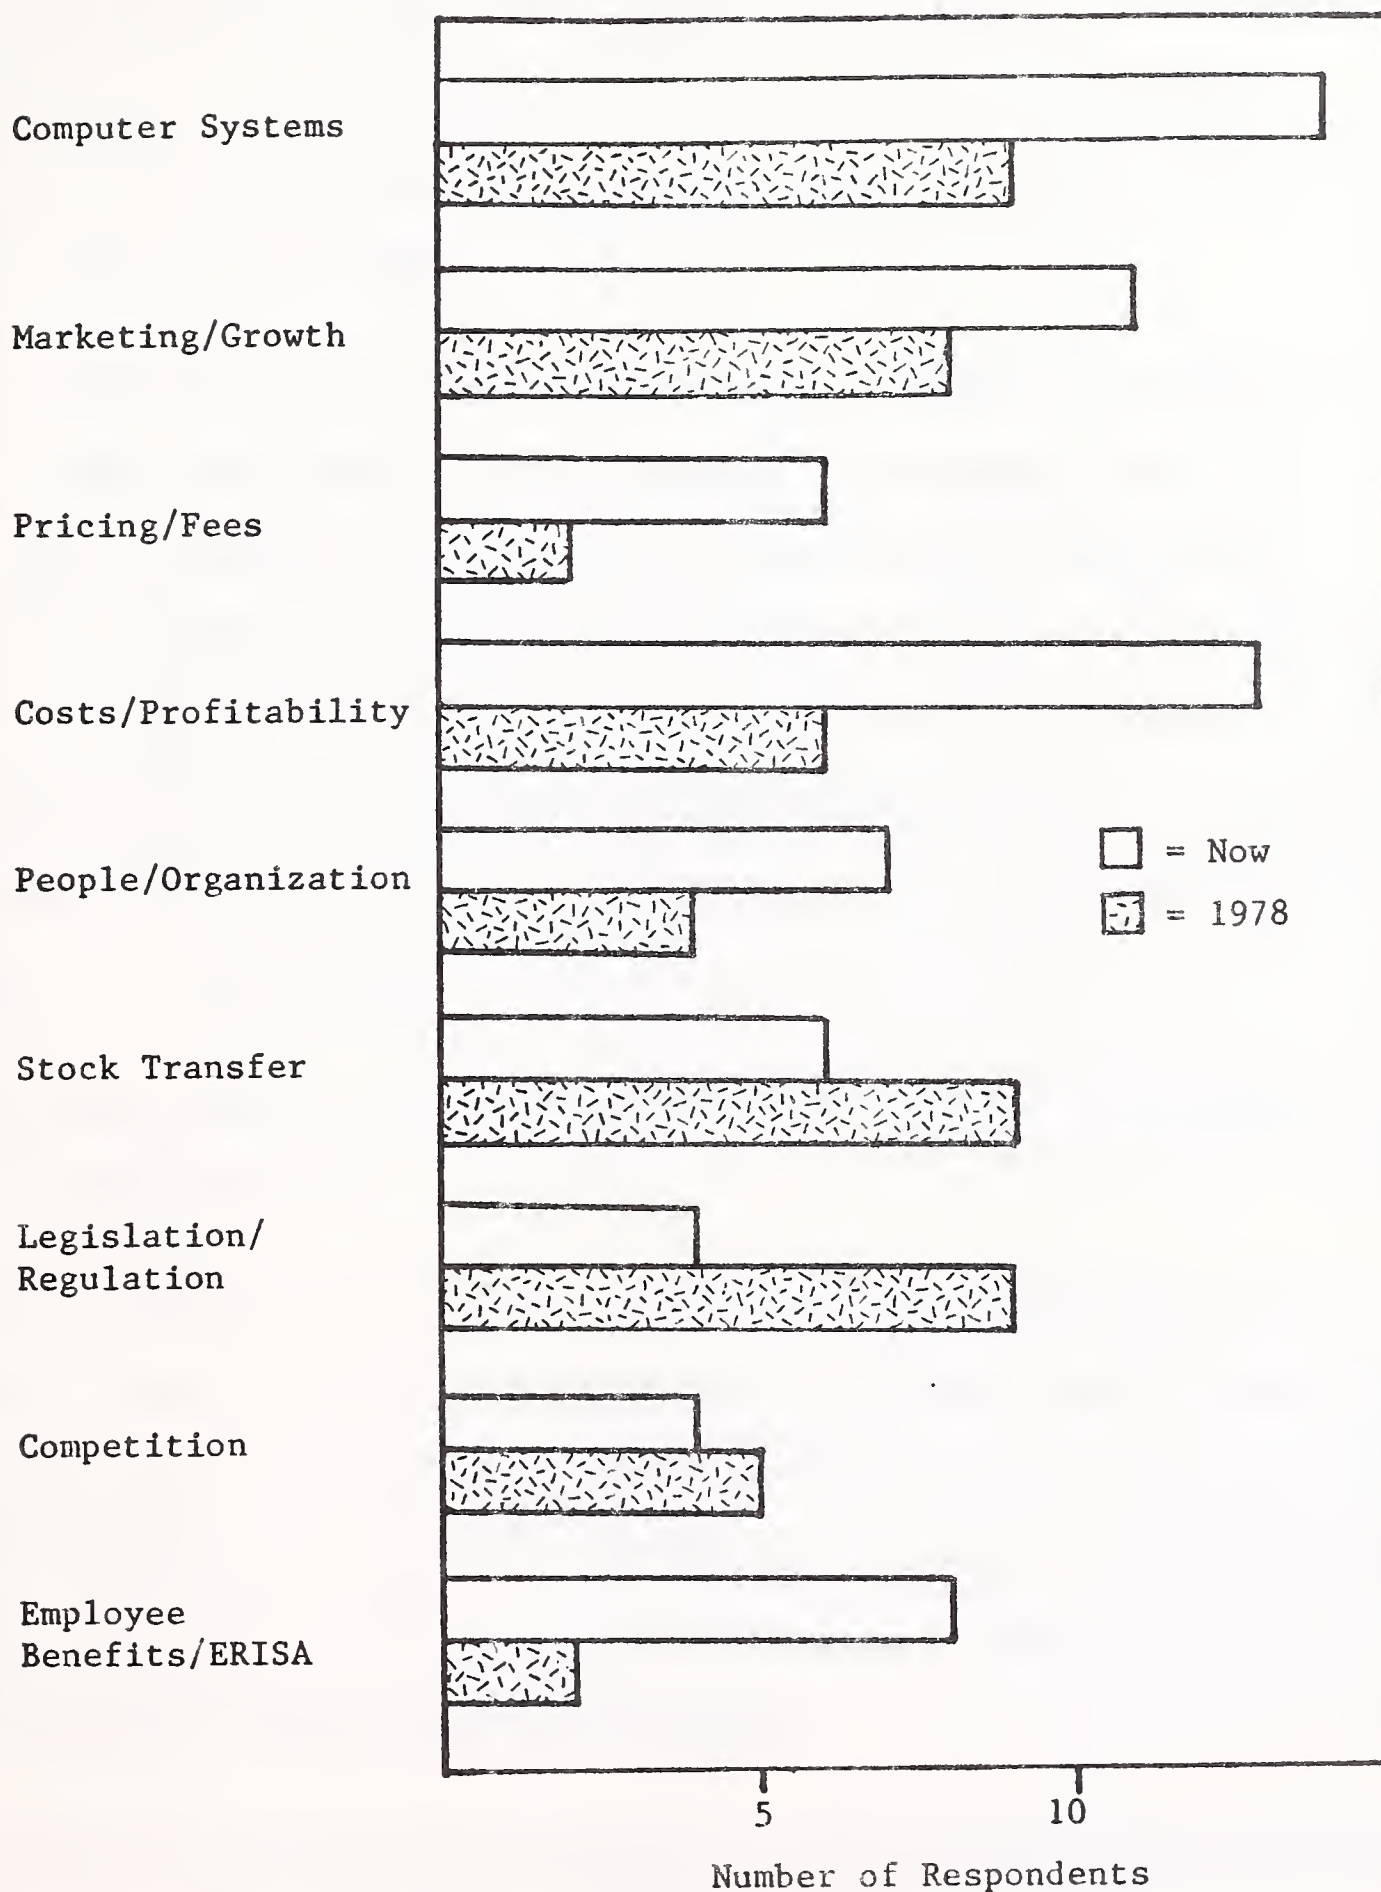 Computer Systems
Marketing/Growth
Pricing/Fees
Costs/Profitability
People/Organization
= Now
= 1978
Stock Transfer
Legislation/
Regulation
Competition
Employee
Benefits/ERISA
5
10
Number of Respondents